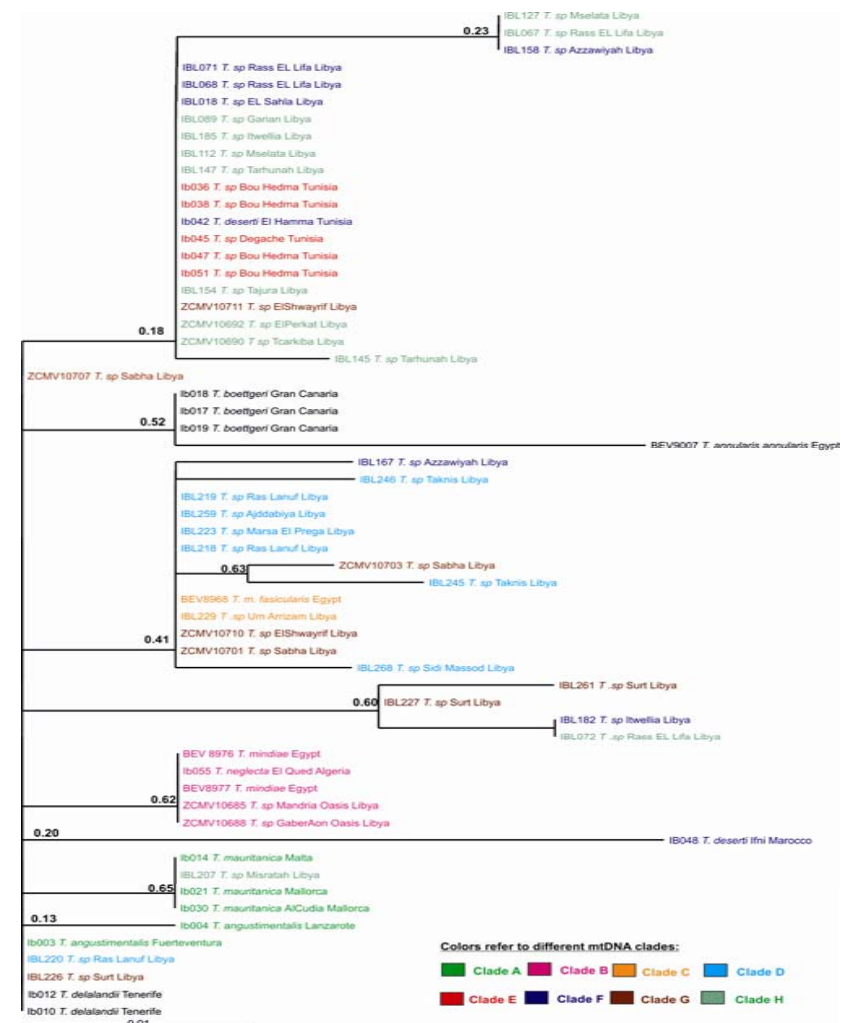 IBL127 T. sp Mselata Libya
0.23
IBL067 T. sp Rass EL Lifa Libya
IBL158 T. sp Azzawiyah Libya
IBL071 T. sp Rass EL Lifa Libya
IBL068 T. sp Rass EL Lifa Libya
IBL018 T. sp EL Sahla Libya
IBL089 T. sp Garian Libya
IBL185 T. sp Itwellia Libya
IBL112 T. sp Mselata Libya
IBL147 T. sp Tarhunah Libya
Ib036 T. sp Bou Hedma Tunisia
Ib038 T. sp Bou Hedma Tunisia
Ib042 T. deserti El Hamma Tunisia
Ib045 T. sp Degache Tunisia
Ib047 T. sp Bou Hedma Tunisia
Ib051 T. sp Bou Hedma Tunisia
IBL154 T. sp Tajura Libya
ZCMV10711 T. sp ElShwayrif Libya
ZCMV10692 T. sp ElPerkat Libya
0.18
ZCMV10690 T sp Tcarkiba Libya
IBL145 T. sp Tarhunah Libya
ZCMV10707 T. sp Sabha Libya
Ib018 T. boettgeri Gran Canaria
Ib017 T. boettgeri Gran Canaria
0.52
Ib019 T. boettgeri Gran Canaria
BEV9007 T. annularis annularis Egypt
IBL167 T. sp Azzawiyah Libya
IBL246 T. sp Taknis Libya
IBL219 T. sp Ras Lanuf Libya
IBL259 T. sp Ajddabiya Libya
IBL223 T. sp Marsa El Prega Libya
IBL218 T. sp Ras Lanuf Libya
0.63
ZCMV10703 T. sp Sabha Libya
IBL245 T. sp Taknis Libya
BEV8968 T. m. fasicularis Egypt
IBL229 T .sp Um Arrizam Libya
ZCMV10710 T. sp ElShwayrif Libya
0.41
ZCMV10701 T. sp Sabha Libya
IBL268 T. sp Sidi Massod Libya
IBL261 T .sp Surt Libya
0.60
IBL227 T. sp Surt Libya
IBL182 T. sp Itwellia Libya
IBL072 T .sp Rass EL Lifa Libya
BEV 8976 T. mindiae Egypt
Ib055 T. neglecta El Qued Algeria
BEV8977 T. mindiae Egypt
0.62
ZCMV10685 T. sp Mandria Oasis Libya
ZCMV10688 T. sp GaberAon Oasis Libya
0.20
IB048 T. deserti Ifni Marocco
Ib014 T. mauritanica Malta
IBL207 T. sp Misratah Libya
0.65
Ib021 T. mauritanica Mallorca
Ib030 T. mauritanica AlCudia Mallorca
0.13
Ib004 T. angustimentalis Lanzarote
Ib003 T. angustimentalis Fuerteventura
IBL220 T. sp Ras Lanuf Libya
IBL226 T. sp Surt Libya
Ib012 T. delalandii Tenerife
Ib010 T. delalandii Tenerife
0.01
Colors refer to different mtDNA clades:
Clade A Clade B Clade C Clade D
Clade E Clade F Clade G Clade H